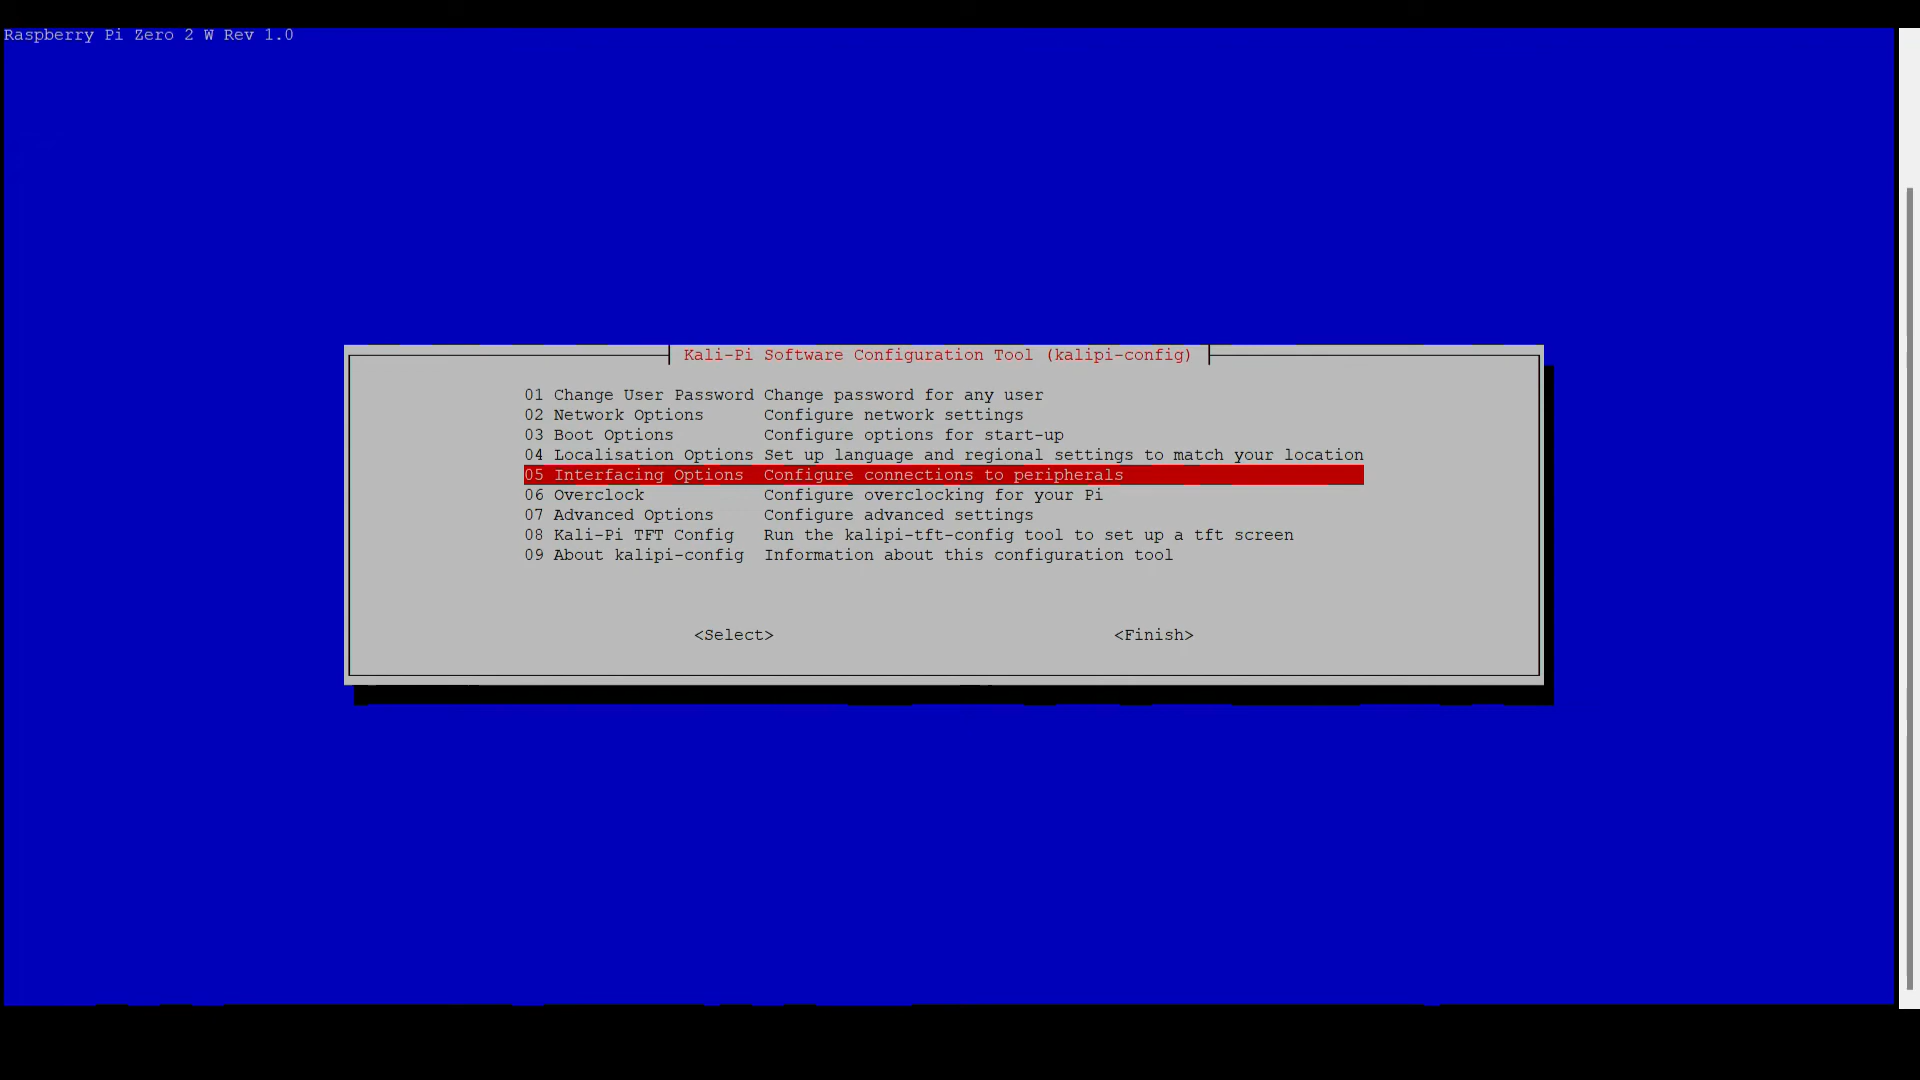 Raspberry Pi Zero 2 W Rev 1.0
Kali-Pi Software Configuration Tool (kalipi-config)
01 Change User Password Change password for any user
02 Network Options Configure network settings
03 Boot Options Configure options for start-up
04 Localisation Options Set up language and regional settings to match your location
05 Interfacing Options Configure connections to peripherals
06 Overclock Configure overclocking for your Pi
07 Advanced Options Configure advanced settings
08 Kali-Pi TFT Config Run the kalipi-tft-config tool to set up a tft screen
09 About kalipi-config Information about this configuration tool
<Select> <Finish>